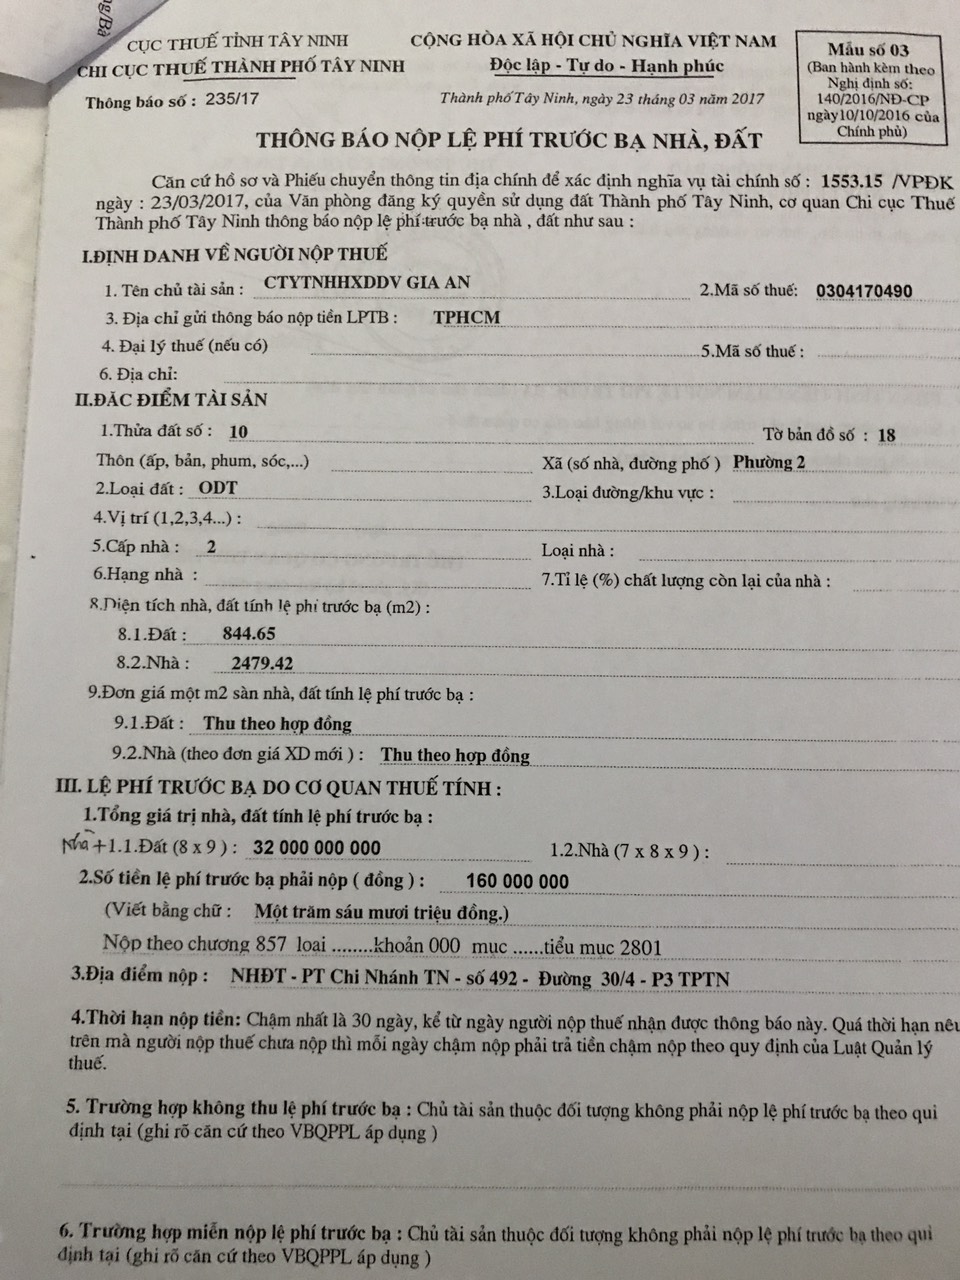 ng/Bà
CỤC THUẾ TỈNH TÂY NINH
CHI CỤC THUẾ THÀNH PHỐ TÂY NINH
Thông báo số : 235/17
CỘNG HÒA XÃ HỘI CHỦ NGHĨA VIỆT NAM
Độc lập - Tự do - Hạnh phúc
Thành phố Tây Ninh, ngày 23 tháng 03 năm 2017
Mẫu số 03
(Ban hành kèm theo
Nghị định số:
140/2016/NĐ-CP
ngày10/10/2016 của
Chính phủ)
THÔNG BÁO NỘP LỆ PHÍ TRƯỚC BẠ NHÀ, ĐẤT
Căn cứ hồ sơ và Phiếu chuyển thông tin địa chính để xác định nghĩa vụ tài chính số : 1553.15 /VPĐK
ngày : 23/03/2017, của Văn phòng đăng ký quyền sử dụng đất Thành phố Tây Ninh, cơ quan Chi cục Thuế
Thành phố Tây Ninh thông báo nộp lệ phí trước bạ nhà , đất như sau :
I.ĐỊNH DANH VỀ NGƯỜI NỘP THUẾ
1. Tên chủ tài sản : CTYTNHHXDDV GIA AN 2.Mã số thuế: 0304170490
3. Địa chỉ gửi thông báo nộp tiền LPTB : TPHCM
4. Đại lý thuế (nếu có) 5.Mã số thuế :
6. Địa chỉ:
II.ĐẶC ĐIỂM TÀI SẢN
1.Thửa đất số : 10 Tờ bản đồ số : 18
Thôn (ấp, bản, phum, sóc,...) Xã (số nhà, đường phố ) Phường 2
2.Loại đất : ODT 3.Loại đường/khu vực :
4.Vị trí (1,2,3,4...) :
5.Cấp nhà : 2 Loại nhà :
6.Hạng nhà : 7.Tỉ lệ (%) chất lượng còn lại của nhà :
8.Diện tích nhà, đất tính lệ phí trước bạ (m2) :
8.1.Đất : 844.65
8.2.Nhà : 2479.42
9.Đơn giá một m2 sàn nhà, đất tính lệ phí trước bạ :
9.1.Đất : Thu theo hợp đồng
9.2.Nhà (theo đơn giá XD mới ) : Thu theo hợp đồng
III. LỆ PHÍ TRƯỚC BẠ DO CƠ QUAN THUẾ TÍNH :
1.Tổng giá trị nhà, đất tính lệ phí trước bạ :
Nhà + 1.1.Đất (8 x 9 ) : 32 000 000 000 1.2.Nhà (7 x 8 x 9 ) :
2.Số tiền lệ phí trước bạ phải nộp ( đồng ) : 160 000 000
(Viết bằng chữ : Một trăm sáu mươi triệu đồng.)
Nộp theo chương 857 loại ........khoản 000 mục ......tiểu mục 2801
3.Địa điểm nộp : NHĐT - PT Chi Nhánh TN - số 492 - Đường 30/4 - P3 TPTN
4.Thời hạn nộp tiền: Chậm nhất là 30 ngày, kể từ ngày người nộp thuế nhận được thông báo này. Quá thời hạn nêu
trên mà người nộp thuế chưa nộp thì mỗi ngày chậm nộp phải trả tiền chậm nộp theo quy định của Luật Quản lý
thuế.
5. Trường hợp không thu lệ phí trước bạ : Chủ tài sản thuộc đối tượng không phải nộp lệ phí trước bạ theo qui
định tại (ghi rõ căn cứ theo VBQPPL áp dụng )
6. Trường hợp miễn nộp lệ phí trước bạ : Chủ tài sản thuộc đối tượng không phải nộp lệ phí trước bạ theo qui
định tại (ghi rõ căn cứ theo VBQPPL áp dụng )